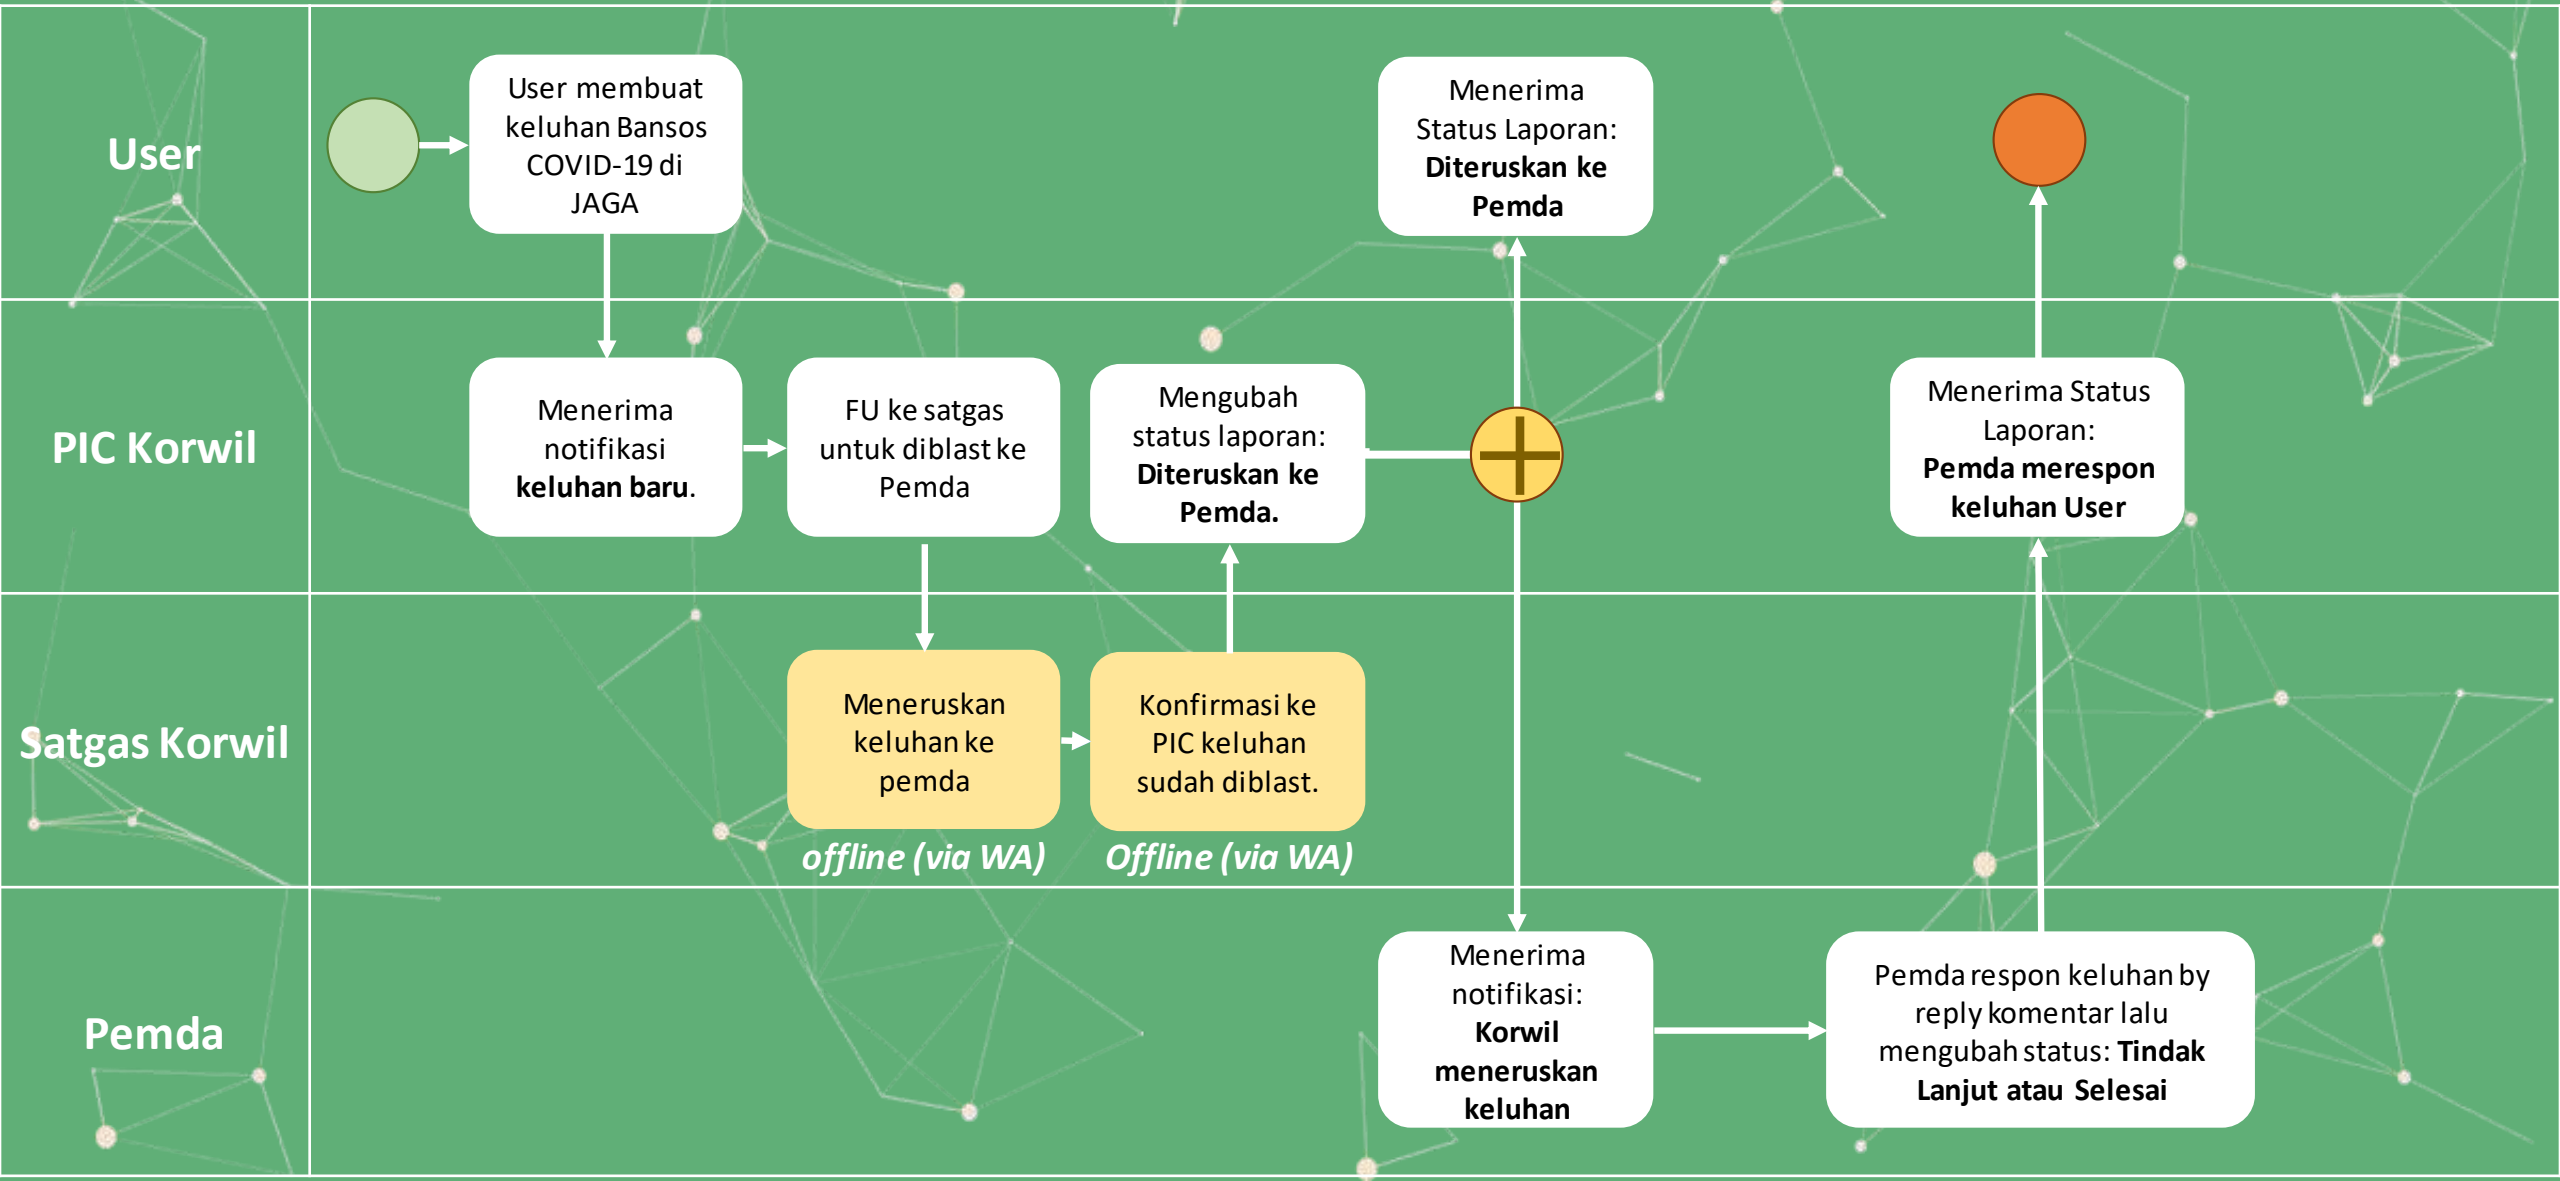 User
User membuat
keluhan Bansos
COVID-19 di
JAGA
Menerima
Status Laporan:
Diteruskan ke
Pemda
PIC Korwil
Menerima
notifikasi
keluhan baru.
FU ke satgas
untuk diblast ke
Pemda
Mengubah
status laporan:
Diteruskan ke
Pemda.
Menerima Status
Laporan:
Pemda merespon
keluhan User
Satgas Korwil
Meneruskan
keluhan ke
pemda
offline (via WA)
Konfirmasi ke
PIC keluhan
sudah diblast.
Offline (via WA)
Pemda
Menerima
notifikasi:
Korwil
meneruskan
keluhan
Pemda respon keluhan by
reply komentar lalu
mengubah status: Tindak
Lanjut atau Selesai